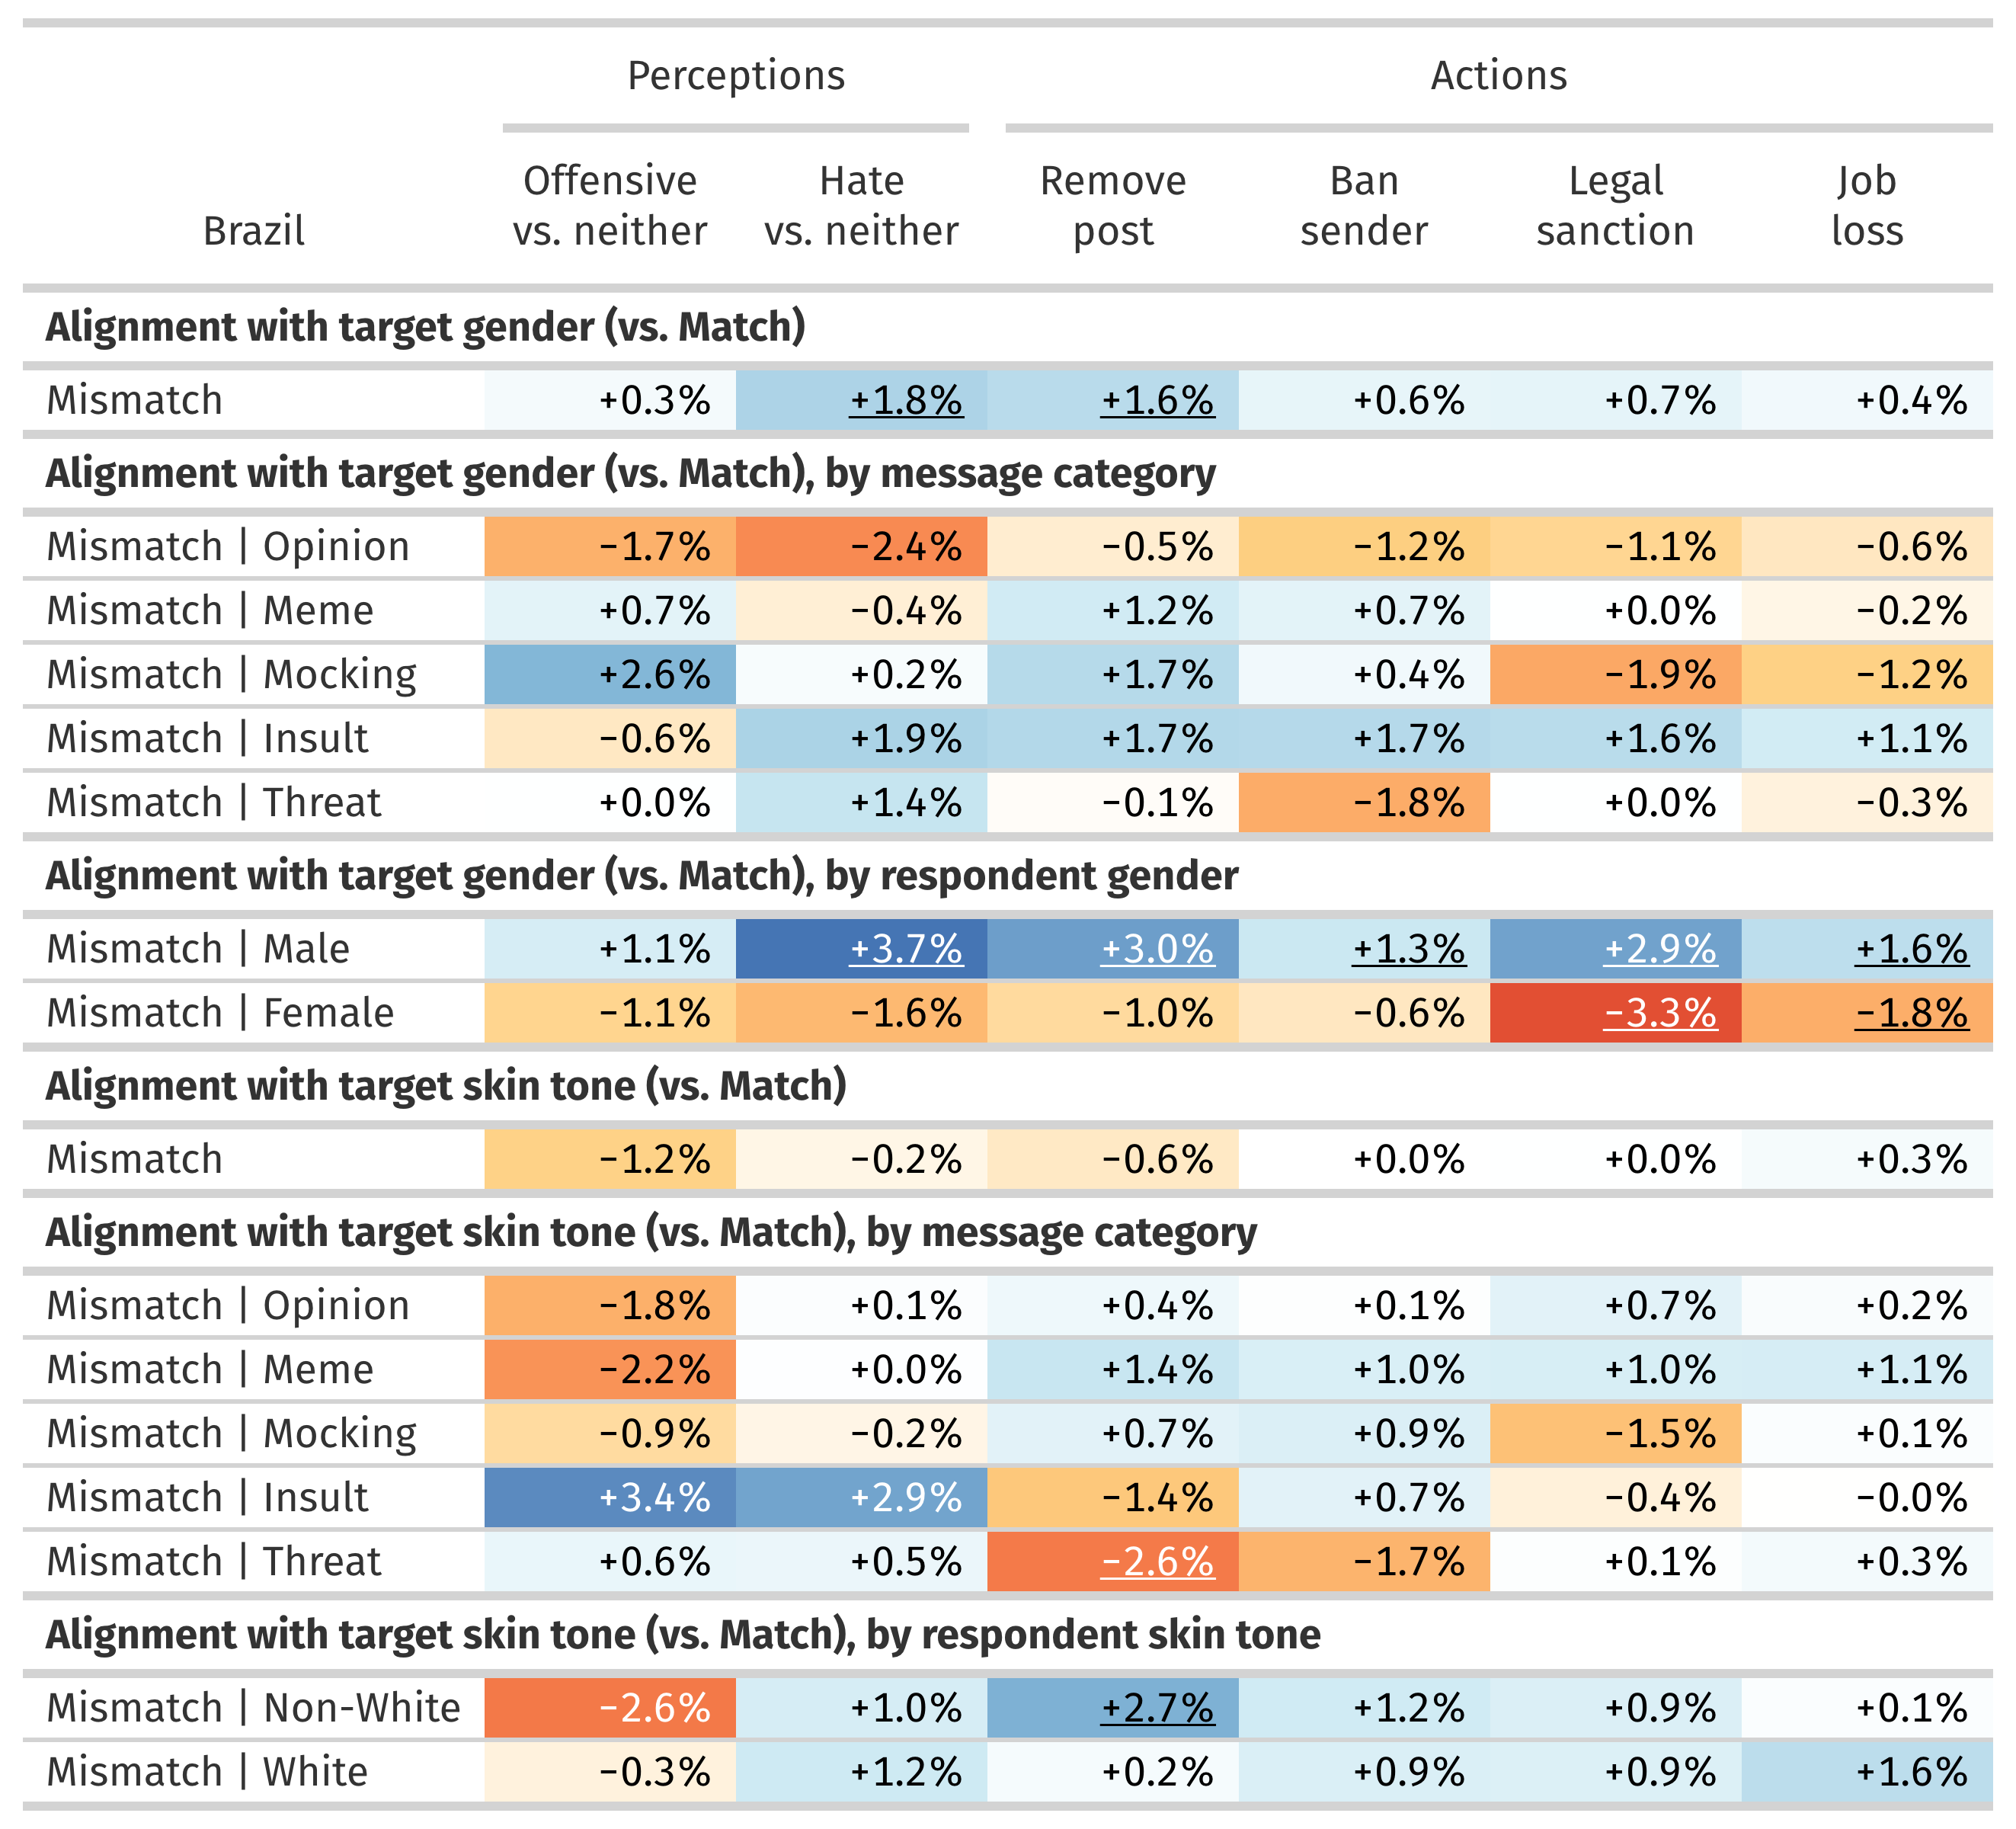 Perceptions Actions
Offensive Hate Remove Ban Legal Job
Brazil vs. neither vs. neither post sender sanction loss
Alignment with target gender (vs. Match)
Mismatch +0.3% +1.8% +1.6% +0.6% +0.7% +0.4%
Alignment with target gender (vs. Match), by message category
Mismatch | Opinion −1.7% −2.4% −0.5% −1.2% −1.1% −0.6%
Mismatch | Meme +0.7% −0.4% +1.2% +0.7% +0.0% −0.2%
Mismatch | Mocking +2.6% +0.2% +1.7% +0.4% −1.9% −1.2%
Mismatch | Insult −0.6% +1.9% +1.7% +1.7% +1.6% +1.1%
Mismatch | Threat +0.0% +1.4% −0.1% −1.8% +0.0% −0.3%
Alignment with target gender (vs. Match), by respondent gender
Mismatch | Male +1.1% +3.7% +3.0% +1.3% +2.9% +1.6%
Mismatch | Female −1.1% −1.6% −1.0% −0.6% −3.3% −1.8%
Alignment with target skin tone (vs. Match)
Mismatch −1.2% −0.2% −0.6% +0.0% +0.0% +0.3%
Alignment with target skin tone (vs. Match), by message category
Mismatch | Opinion −1.8% +0.1% +0.4% +0.1% +0.7% +0.2%
Mismatch | Meme −2.2% +0.0% +1.4% +1.0% +1.0% +1.1%
Mismatch | Mocking −0.9% −0.2% +0.7% +0.9% −1.5% +0.1%
Mismatch | Insult +3.4% +2.9% −1.4% +0.7% −0.4% −0.0%
Mismatch | Threat +0.6% +0.5% −2.6% −1.7% +0.1% +0.3%
Alignment with target skin tone (vs. Match), by respondent skin tone
Mismatch | Non-White −2.6% +1.0% +2.7% +1.2% +0.9% +0.1%
Mismatch | White −0.3% +1.2% +0.2% +0.9% +0.9% +1.6%